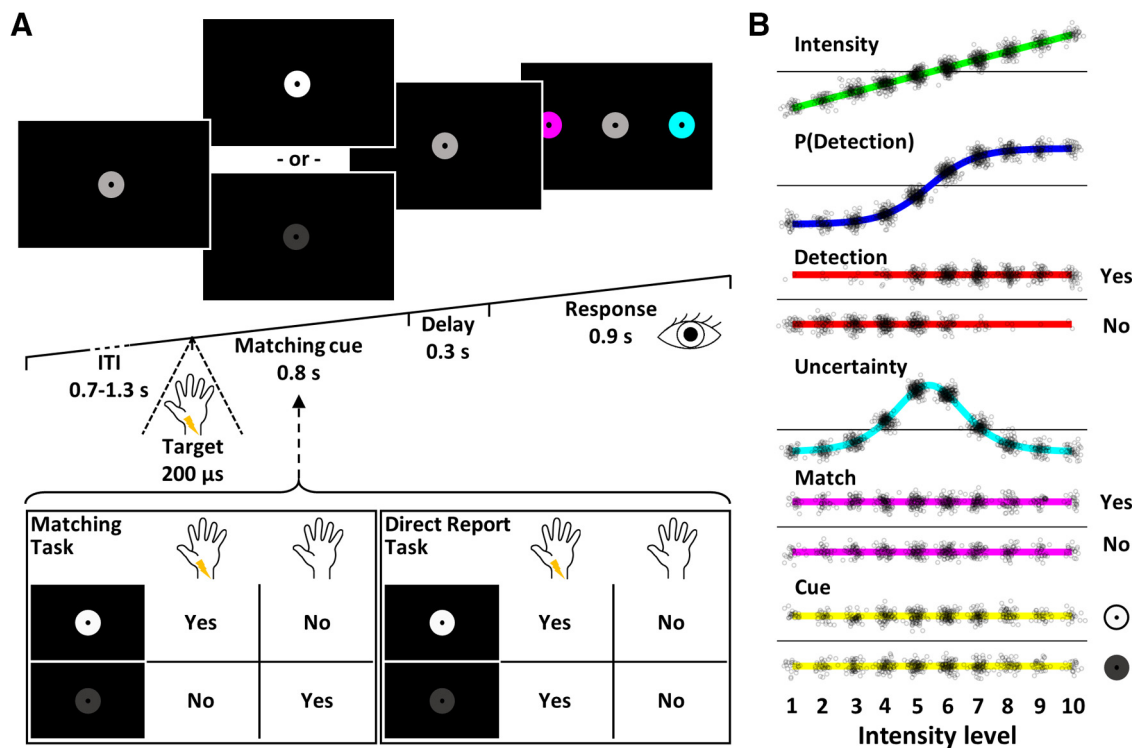 A
- or -
ITI
0.7-1.3 s
Target
200 µs
Matching cue
0.8 s
Delay
0.3 s
Response
0.9 s
Matching
Task
Yes
No
No
Yes
Direct Report
Task
Yes
No
Yes
No
B
Intensity
P(Detection)
Detection
Yes
No
Uncertainty
Match
Yes
No
Cue
1 2 3 4 5 6 7 8 9 10
Intensity level